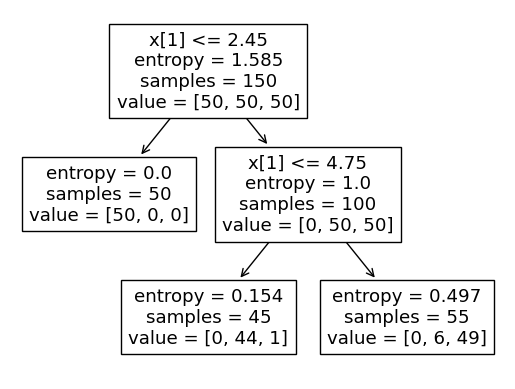 x[1] <= 2.45
entropy = 1.585
samples = 150
value = [50, 50, 50]
entropy = 0.0
samples = 50
value = [50, 0, 0]
x[1] <= 4.75
entropy = 1.0
samples = 100
value = [0, 50, 50]
entropy = 0.154
samples = 45
value = [0, 44, 1]
entropy = 0.497
samples = 55
value = [0, 6, 49]